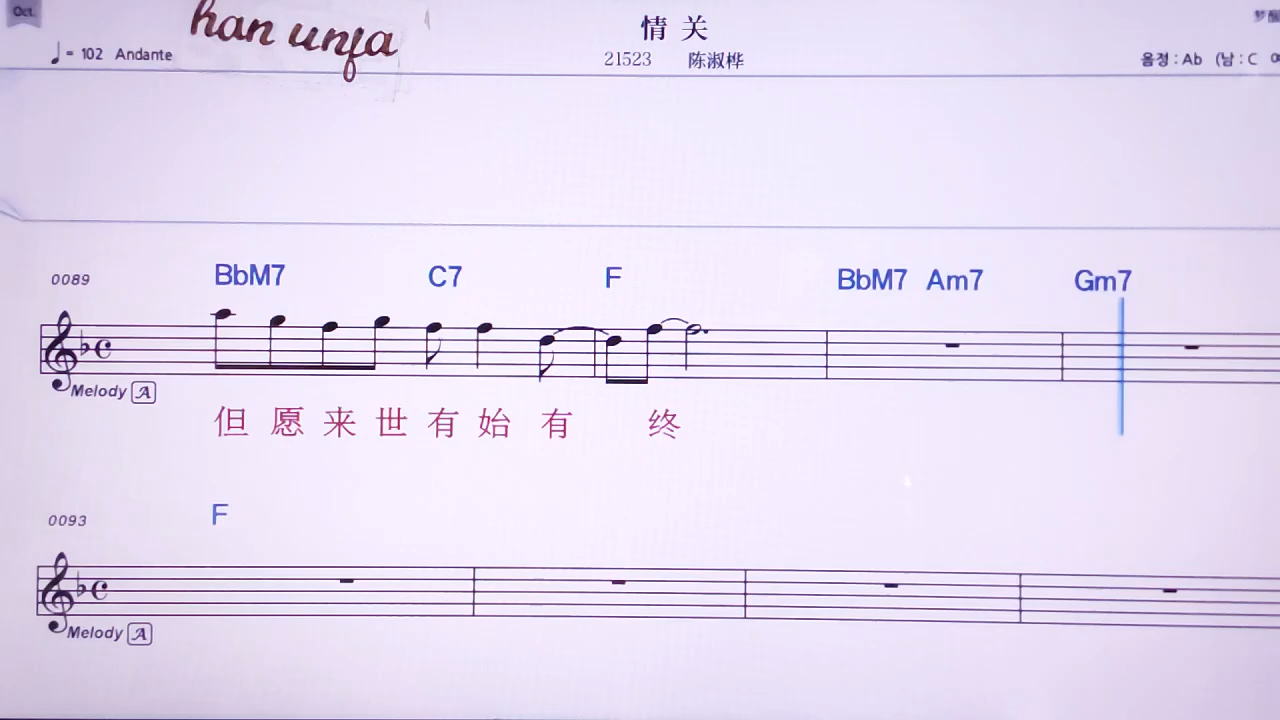 Oct.
han unfa
♩ = 102 Andante
情 关
21523 陈淑桦
음정 : Ab (남 : C
0089 BbM7 C7 F BbM7 Am7 Gm7
Melody A
但 愿 来 世 有 始 有 终
0093 F
Melody A